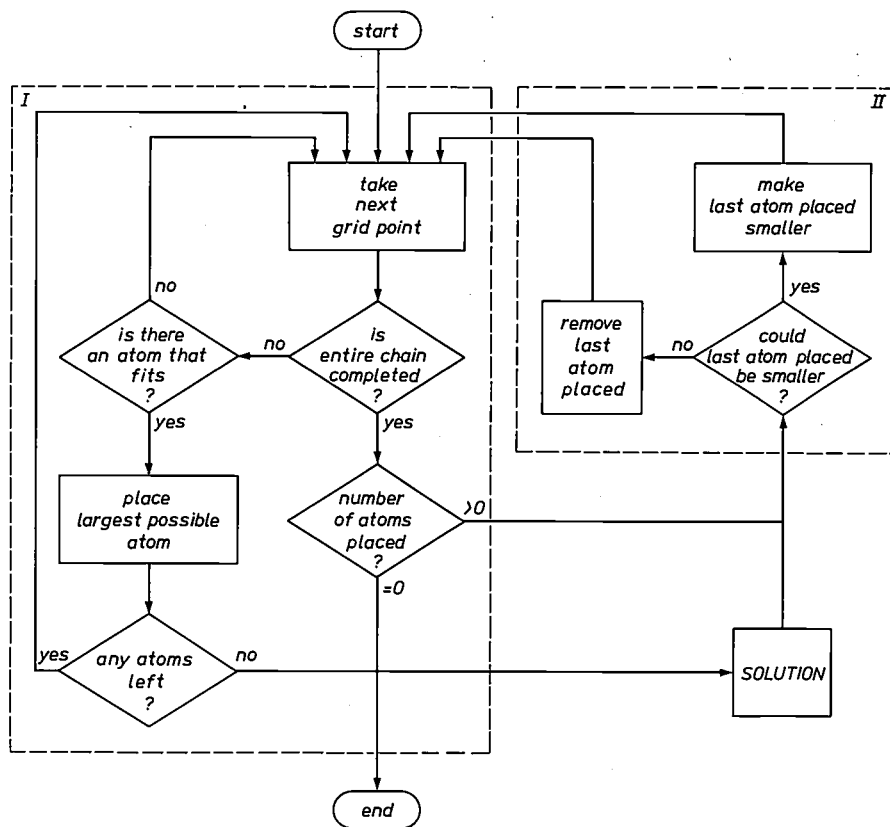 start
I
II
take
next
grid point
make
last atom placed
smaller
no
yes
is there
an atom that
fits
?
no
is
entire chain
completed
?
remove
last
atom
placed
no
could
last atom placed
be smaller
?
yes
yes
place
largest possible
atom
number
of atoms
placed
?
>0
=0
yes
any atoms
left
?
no
SOLUTION
end